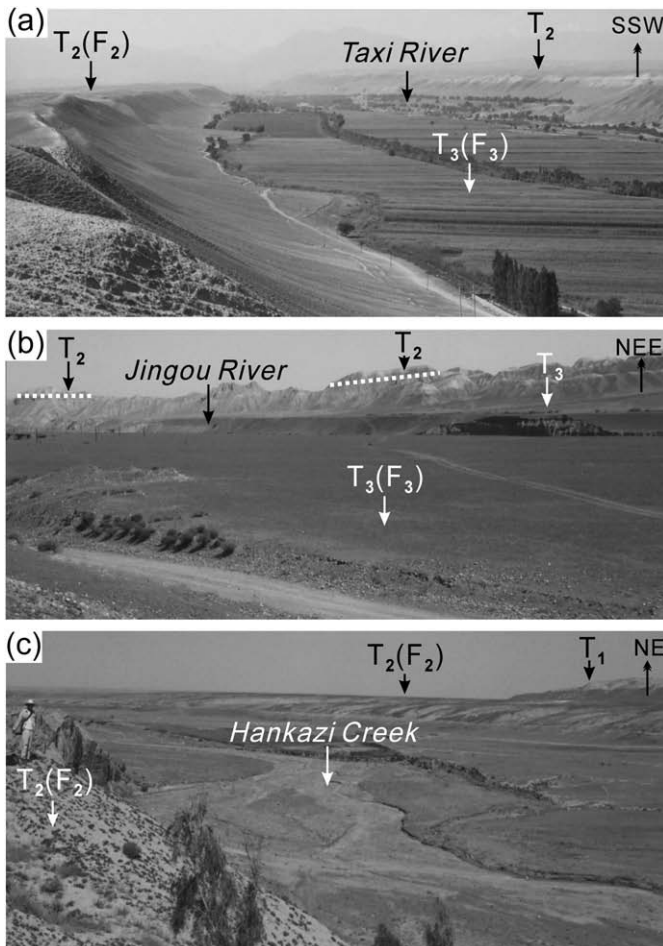 (a)
T₂(F₂)
Taxi River
T₂
SSW
T₃(F₃)
(b)
T₂
Jingou River
T₂
T₃
NEE
T₃(F₃)
(c)
T₂(F₂)
T₁
NE
Hankazi Creek
T₂(F₂)